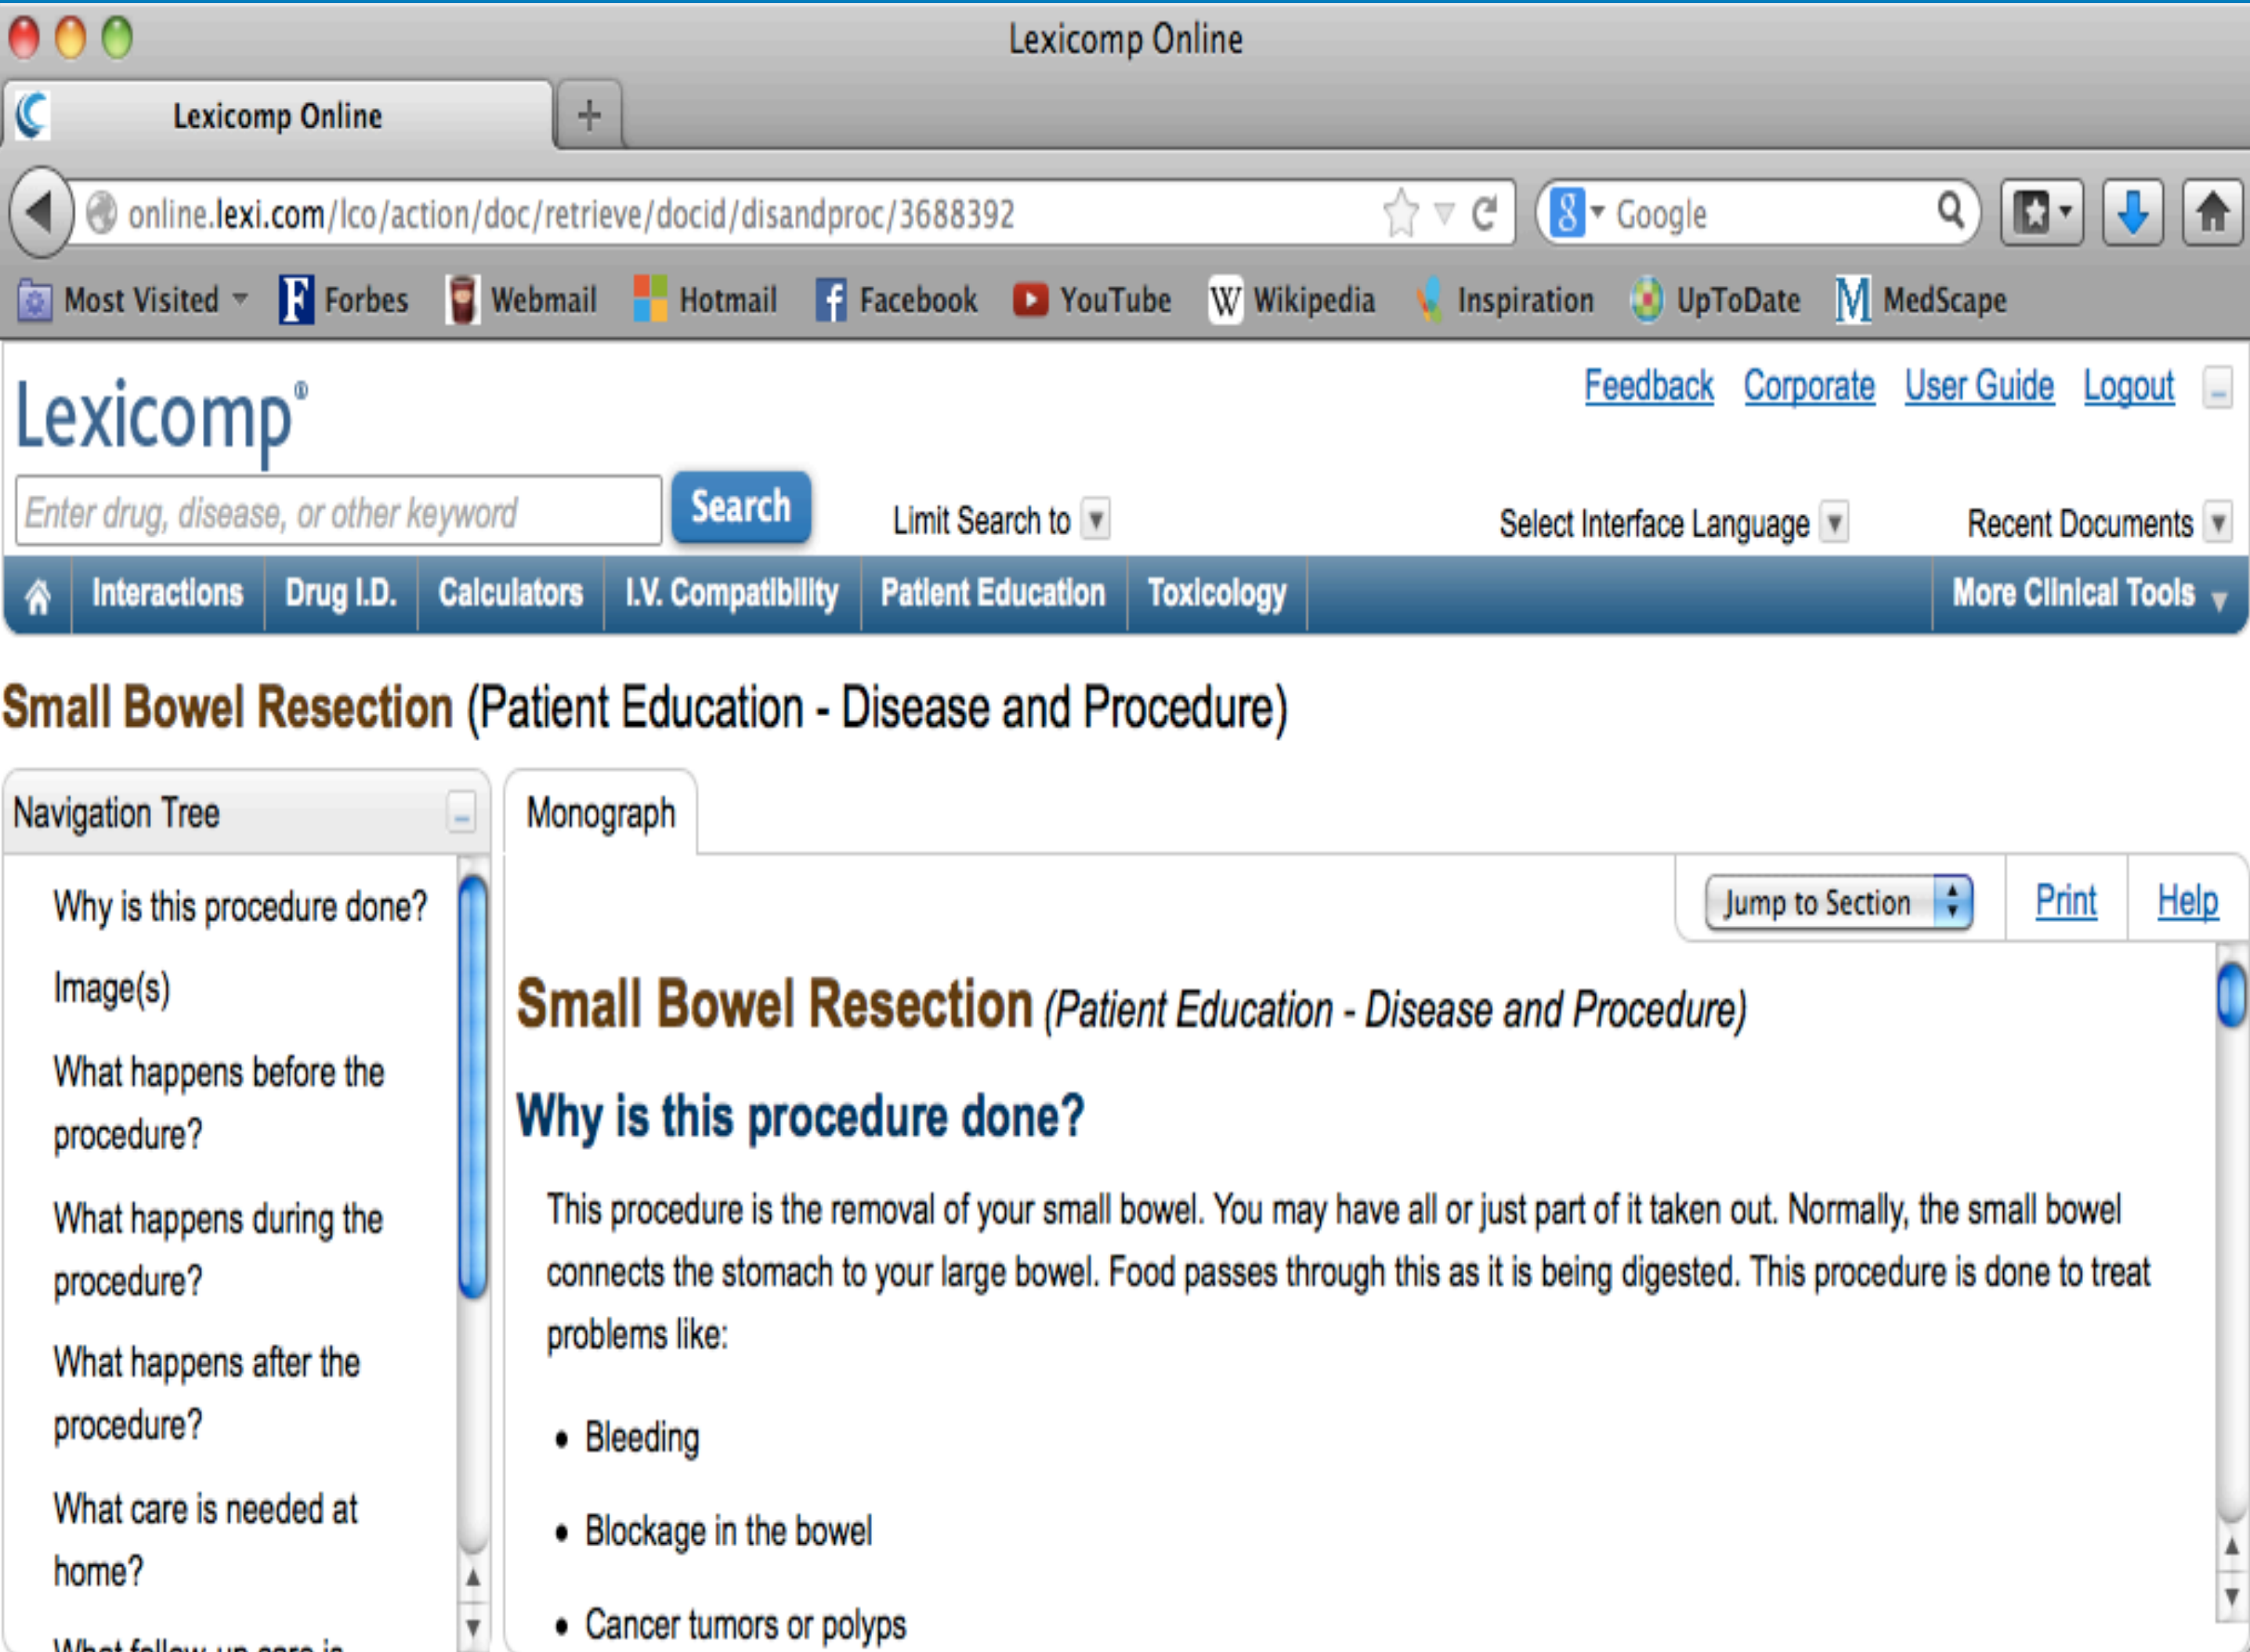 Lexicomp Online
Lexicomp Online +
online.lexi.com/lco/action/doc/retrieve/docid/disandproc/3688392 8 Google
Most Visited F Forbes Webmail Hotmail f Facebook YouTube W Wikipedia Inspiration UpToDate M MedScape
Lexicomp®
Feedback Corporate User Guide Logout
Enter drug, disease, or other keyword Search Limit Search to Select Interface Language Recent Documents
Interactions Drug I.D. Calculators I.V. Compatibility Patient Education Toxicology More Clinical Tools
Small Bowel Resection (Patient Education - Disease and Procedure)
Navigation Tree
Why is this procedure done?
Image(s)
What happens before the
procedure?
What happens during the
procedure?
What happens after the
procedure?
What care is needed at
home?
What follow-up care is
Monograph
Jump to Section Print Help
Small Bowel Resection (Patient Education - Disease and Procedure)
Why is this procedure done?
This procedure is the removal of your small bowel. You may have all or just part of it taken out. Normally, the small bowel
connects the stomach to your large bowel. Food passes through this as it is being digested. This procedure is done to treat
problems like:
• Bleeding
• Blockage in the bowel
• Cancer tumors or polyps